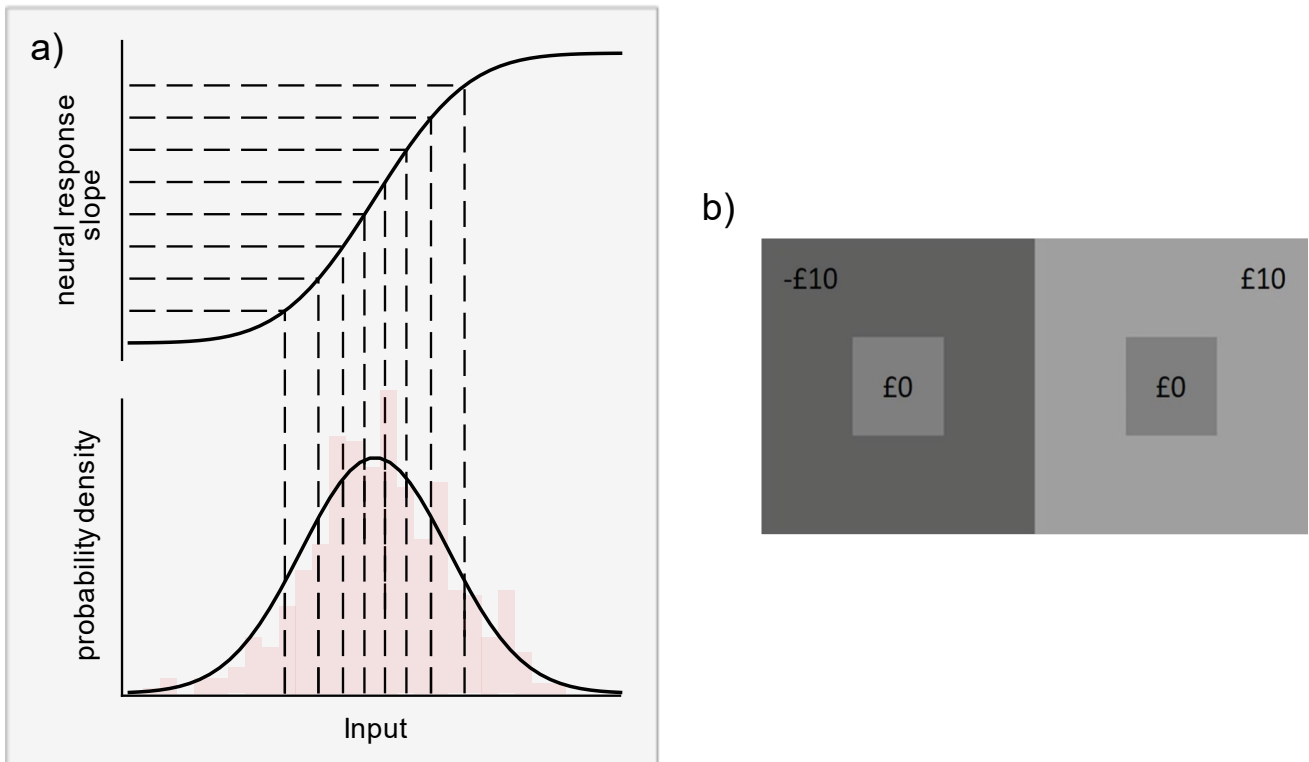 a)
neural response
slope
probability density
Input
b)
-£10
£10
£0
£0